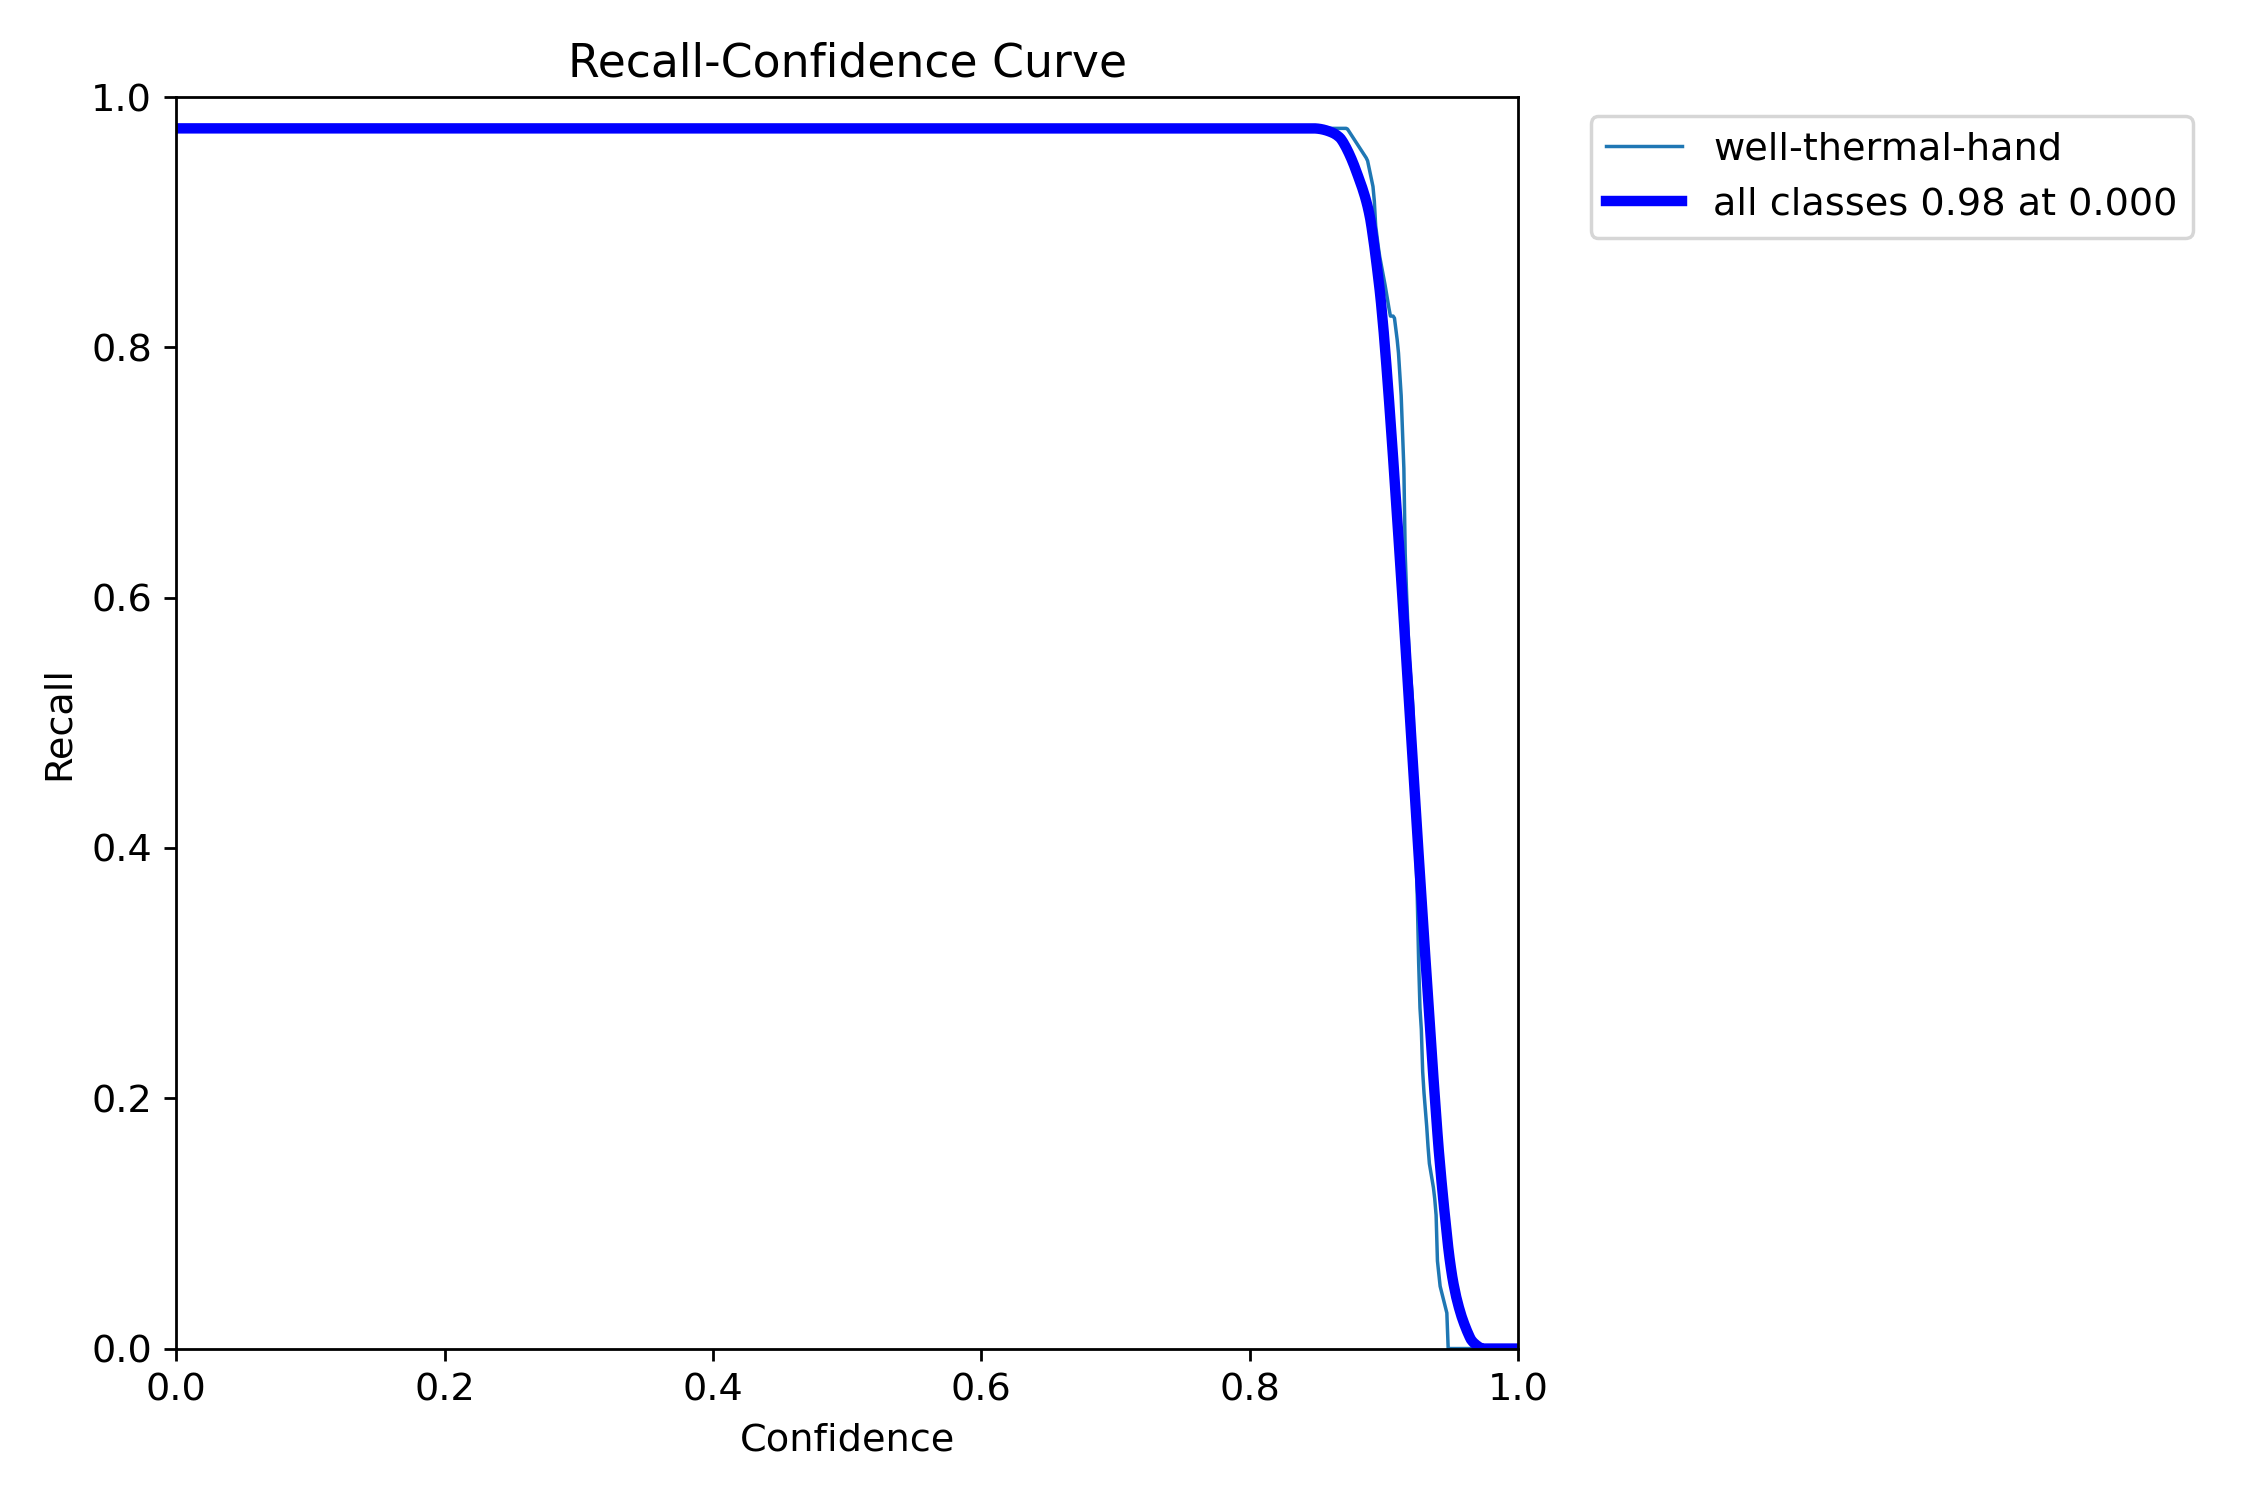 Recall-Confidence Curve
well-thermal-hand
all classes 0.98 at 0.000
1.0
0.8
0.6
0.4
0.2
0.0
Recall
0.0 0.2 0.4 0.6 0.8 1.0
Confidence